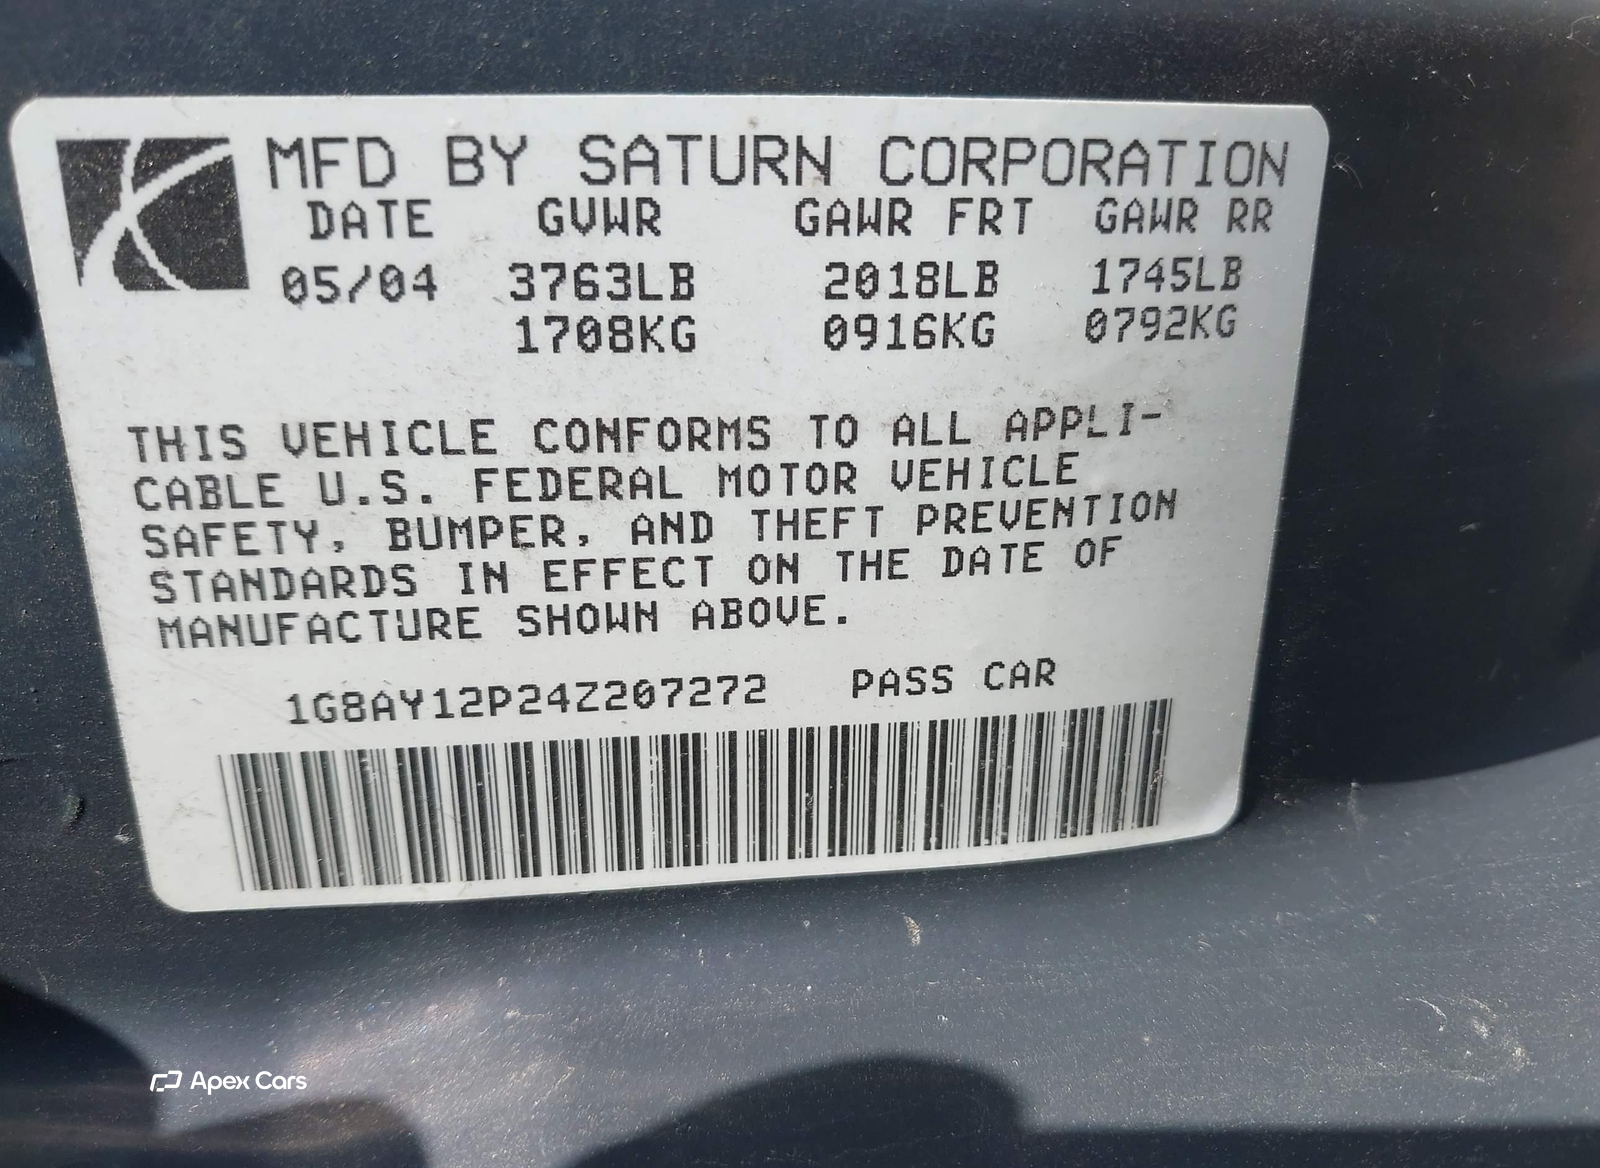 MFD BY SATURN CORPORATION
DATE GVWR GAWR FRT GAWR RR
05/04 3763LB 2018LB 1745LB
1708KG 0916KG 0792KG
THIS VEHICLE CONFORMS TO ALL APPLI-
CABLE U.S. FEDERAL MOTOR VEHICLE
SAFETY, BUMPER, AND THEFT PREVENTION
STANDARDS IN EFFECT ON THE DATE OF
MANUFACTURE SHOWN ABOVE.
1G8AY12P24Z207272 PASS CAR
Apex Cars